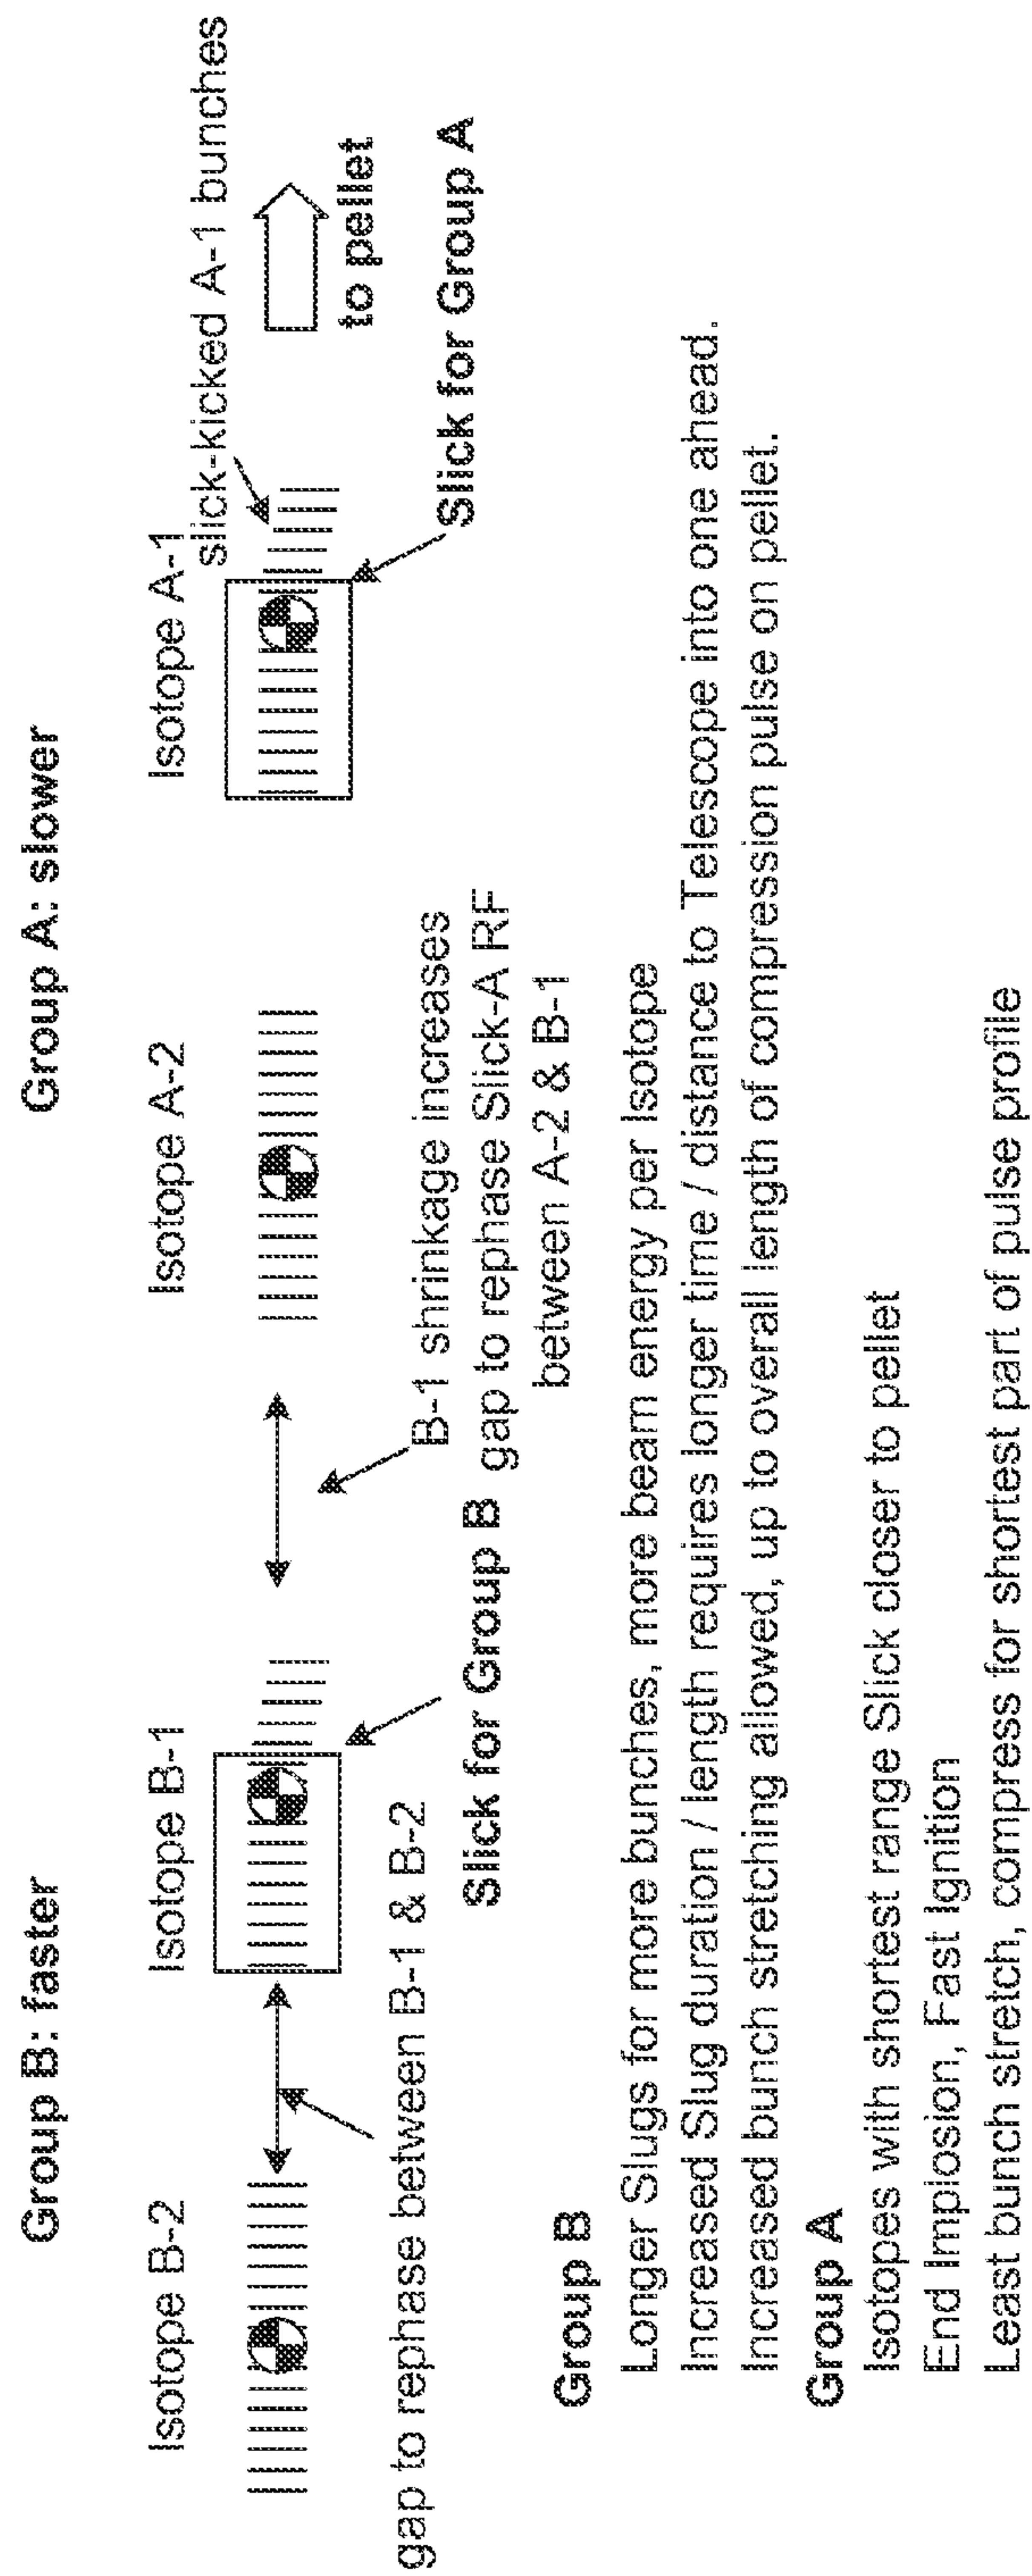 Group B: faster
Group A: slower
Isotope B-2
Isotope B-1
Isotope A-2
Isotope A-1
slick-kicked A-1 bunches
to pellet
gap to rephase between B-1 & B-2
Slick for Group B
B-1 shrinkage increases
gap to rephase Slick-A RF
between A-2 & B-1
Slick for Group A
Group B
Longer Slugs for more bunches, more beam energy per Isotope
Increased Slug duration / length requires longer time / distance to Telescope into one ahead.
Increased bunch stretching allowed, up to overall length of compression pulse on pellet.
Group A
Isotopes with shortest range Slick closer to pellet
End Implosion, Fast Ignition
Least bunch stretch, compress for shortest part of pulse profile